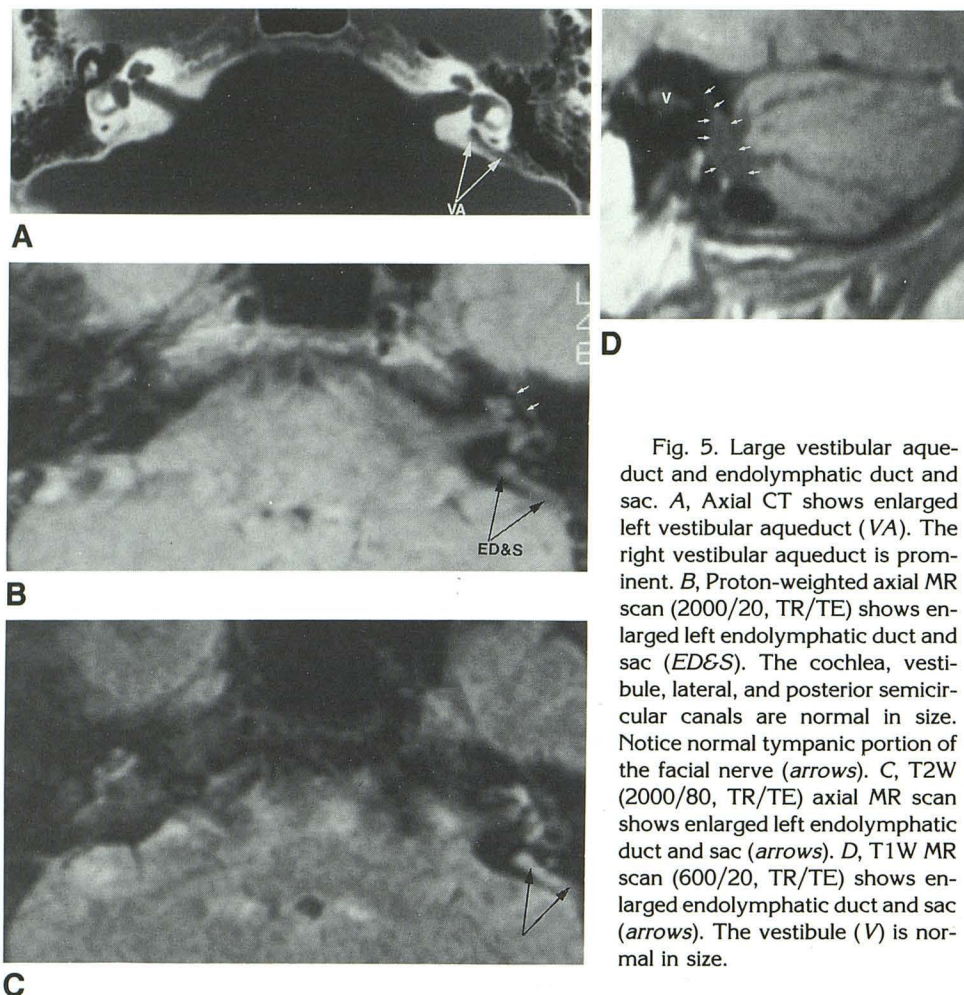 VA
A
V
D
ED&S
B
C
Fig. 5. Large vestibular aque-
duct and endolymphatic duct and
sac. A, Axial CT shows enlarged
left vestibular aqueduct (VA). The
right vestibular aqueduct is prom-
inent. B, Proton-weighted axial MR
scan (2000/20, TR/TE) shows en-
larged left endolymphatic duct and
sac (ED&S). The cochlea, vesti-
bule, lateral, and posterior semicir-
cular canals are normal in size.
Notice normal tympanic portion of
the facial nerve (arrows). C, T2W
(2000/80, TR/TE) axial MR scan
shows enlarged left endolymphatic
duct and sac (arrows). D, T1W MR
scan (600/20, TR/TE) shows en-
larged endolymphatic duct and sac
(arrows). The vestibule (V) is nor-
mal in size.